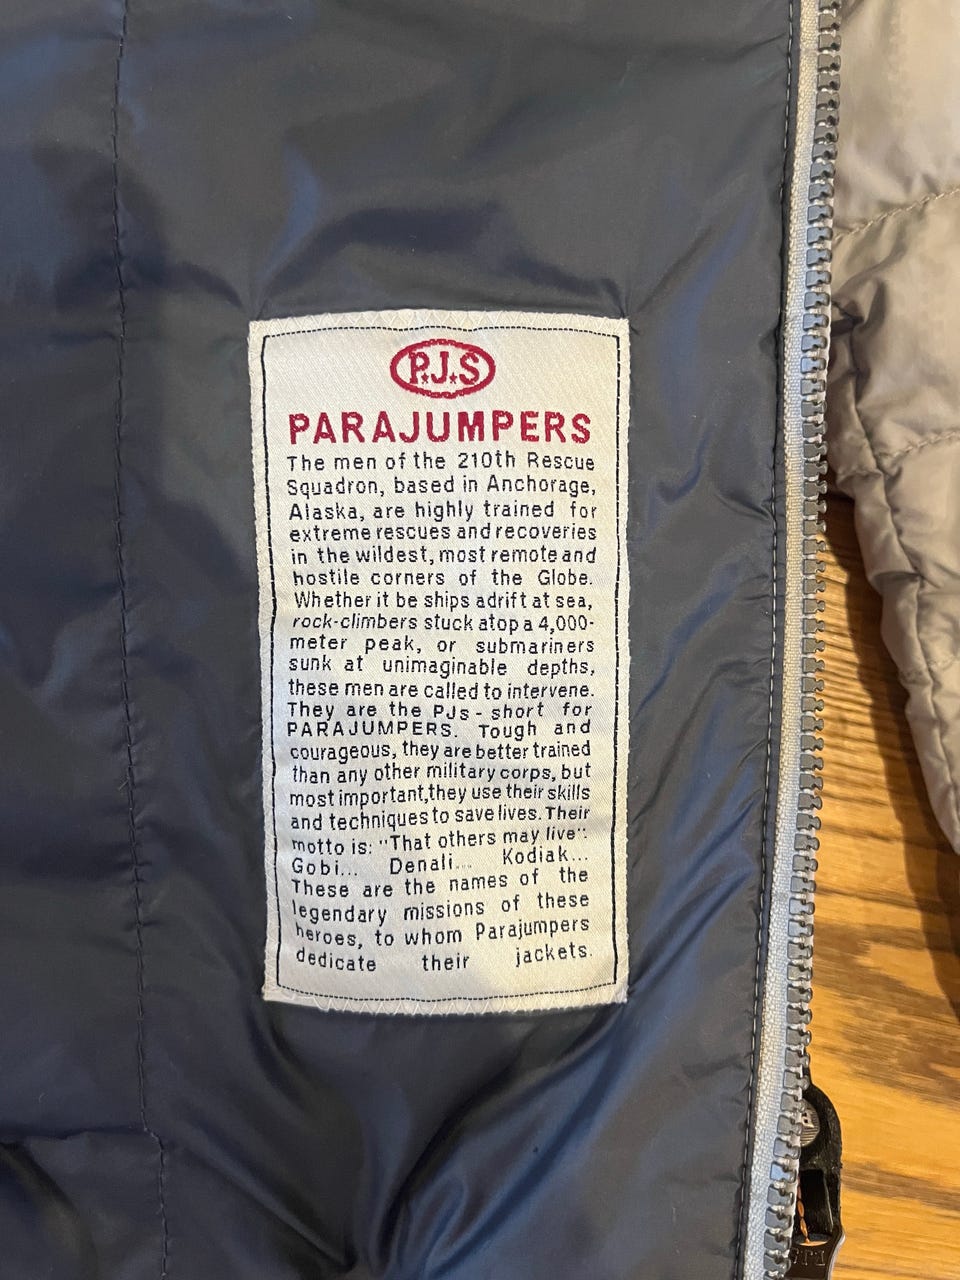 P.J.S
PARAJUMPERS
The men of the 210th Rescue
Squadron, based in Anchorage,
Alaska, are highly trained for
extreme rescues and recoveries
in the wildest, most remote and
hostile corners of the Globe.
Whether it be ships adrift at sea,
rock-climbers stuck atop a 4,000-
meter peak, or submariners
sunk at unimaginable depths,
these men are called to intervene.
They are the PJs - short for
PARAJUMPERS. Tough and
courageous, they are better trained
than any other military corps, but
most important,they use their skills
and techniques to save lives. Their
motto is: "That others may live":
Gobi... Denali... Kodiak...
These are the names of the
legendary missions of these
heroes, to whom Parajumpers
dedicate their jackets.